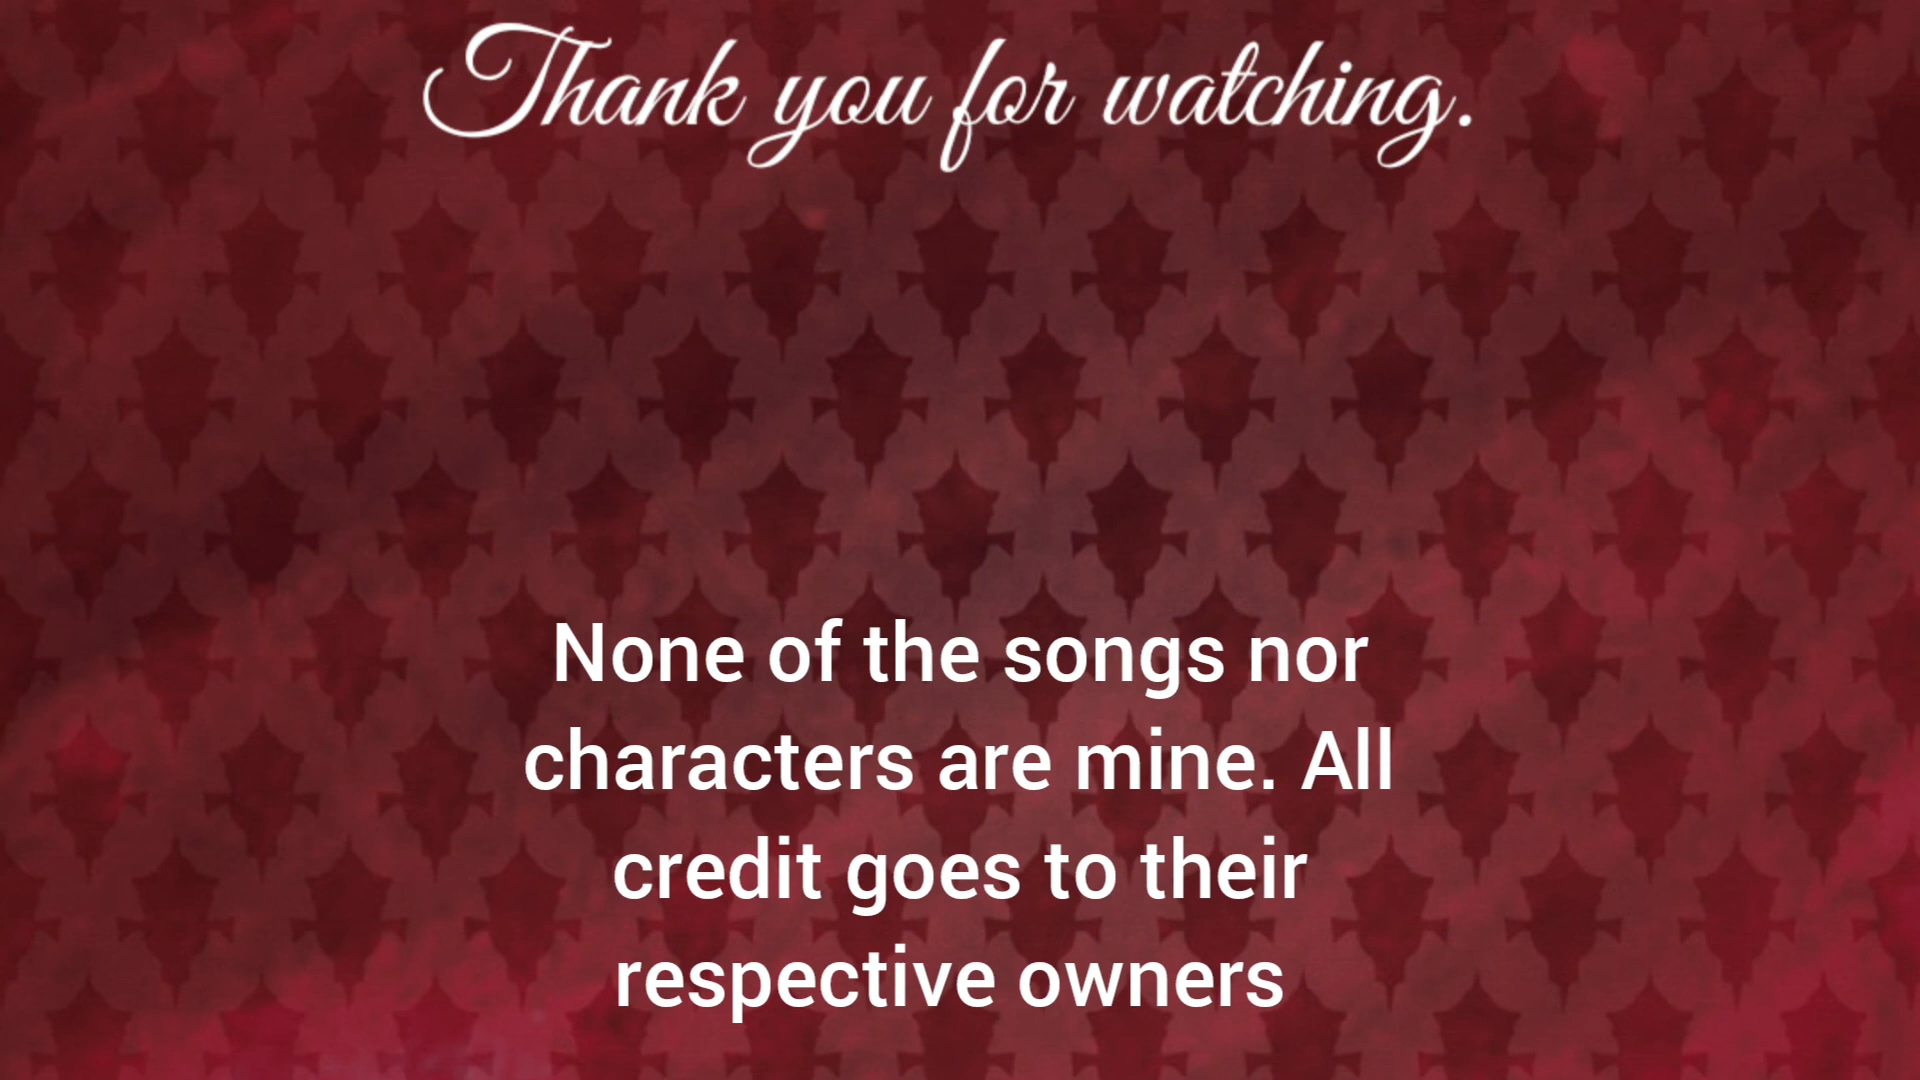 Thank you for watching.
None of the songs nor
characters are mine. All
credit goes to their
respective owners